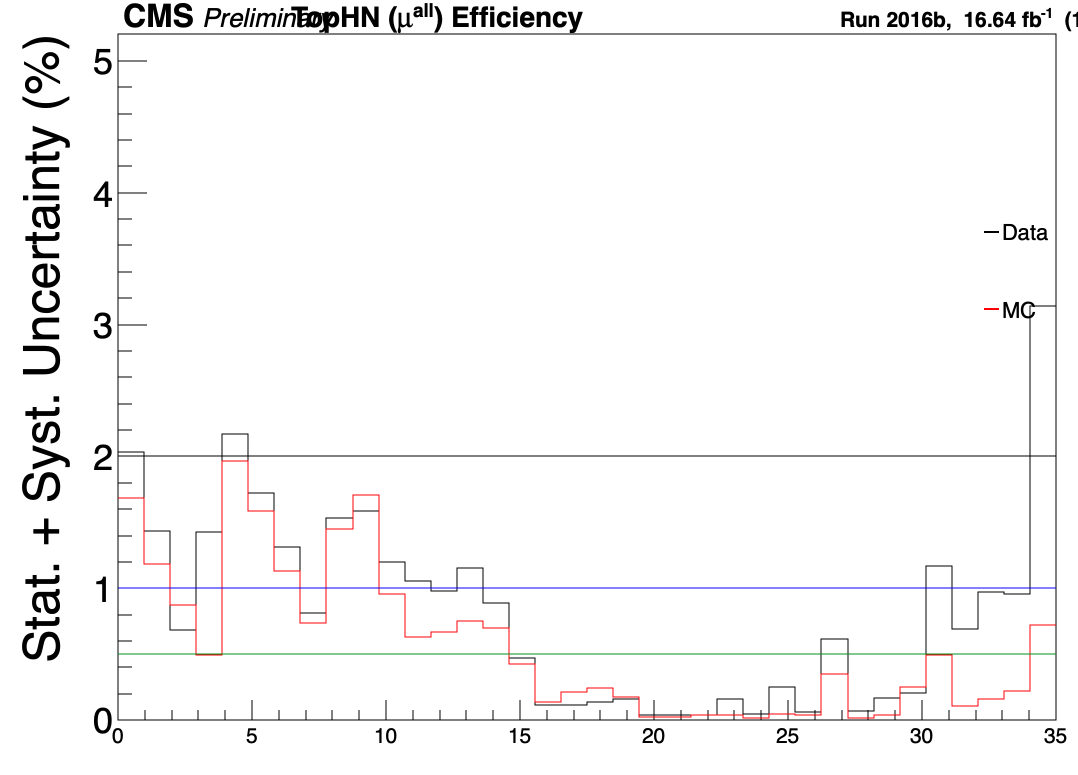 CMS Preliminary TopHN (μall) Efficiency Run 2016b, 16.64 fb-1 (1
Stat. + Syst. Uncertainty (%)
5
4
Data
MC
3
2
1
0
0 5 10 15 20 25 30 35